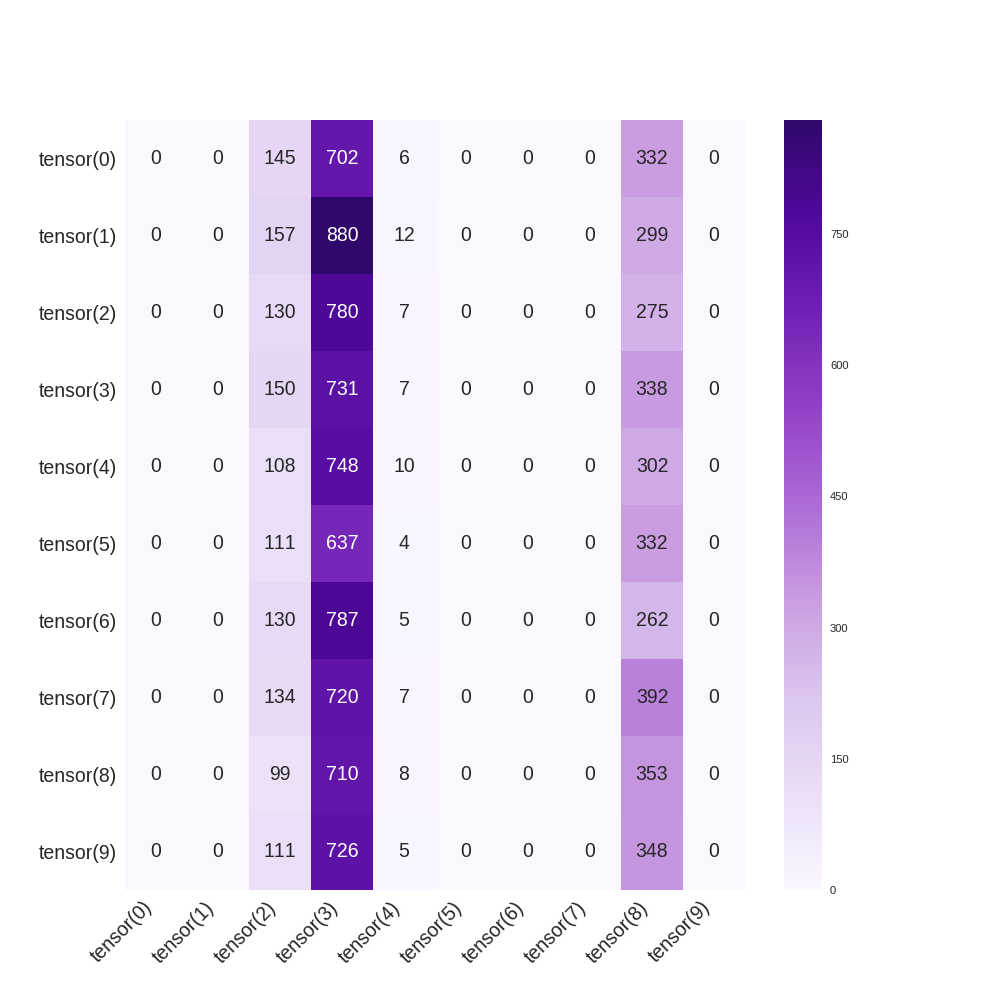 tensor(0) 0 0 145 702 6 0 0 0 332 0
tensor(1) 0 0 157 880 12 0 0 0 299 0
tensor(2) 0 0 130 780 7 0 0 0 275 0
tensor(3) 0 0 150 731 7 0 0 0 338 0
tensor(4) 0 0 108 748 10 0 0 0 302 0
tensor(5) 0 0 111 637 4 0 0 0 332 0
tensor(6) 0 0 130 787 5 0 0 0 262 0
tensor(7) 0 0 134 720 7 0 0 0 392 0
tensor(8) 0 0 99 710 8 0 0 0 353 0
tensor(9) 0 0 111 726 5 0 0 0 348 0
tensor(0) tensor(1) tensor(2) tensor(3) tensor(4) tensor(5) tensor(6) tensor(7) tensor(8) tensor(9)
750
600
450
300
150
0